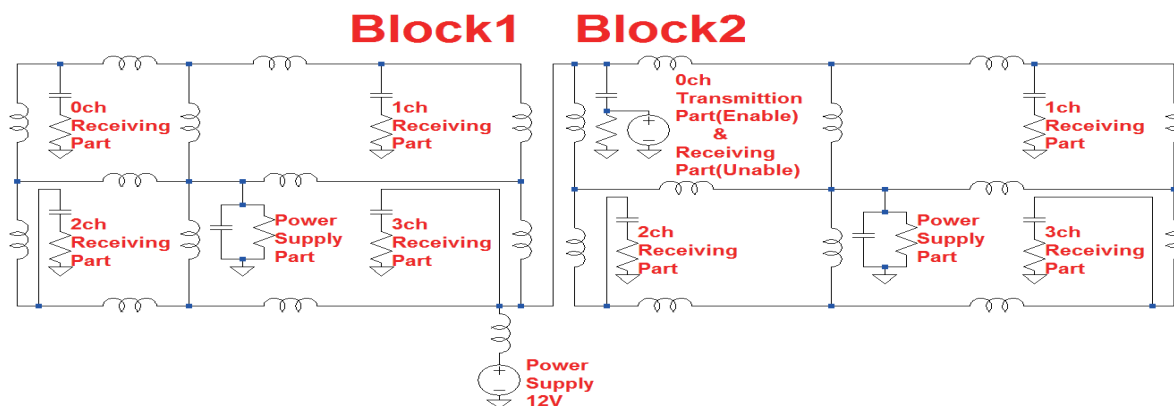 Block1 Block2
0ch
Receiving
Part
1ch
Receiving
Part
2ch
Receiving
Part
Power
Supply
Part
3ch
Receiving
Part
Power
Supply
12V
0ch
Transmittion
Part(Enable)
&
Receiving
Part(Unable)
1ch
Receiving
Part
2ch
Receiving
Part
Power
Supply
Part
3ch
Receiving
Part